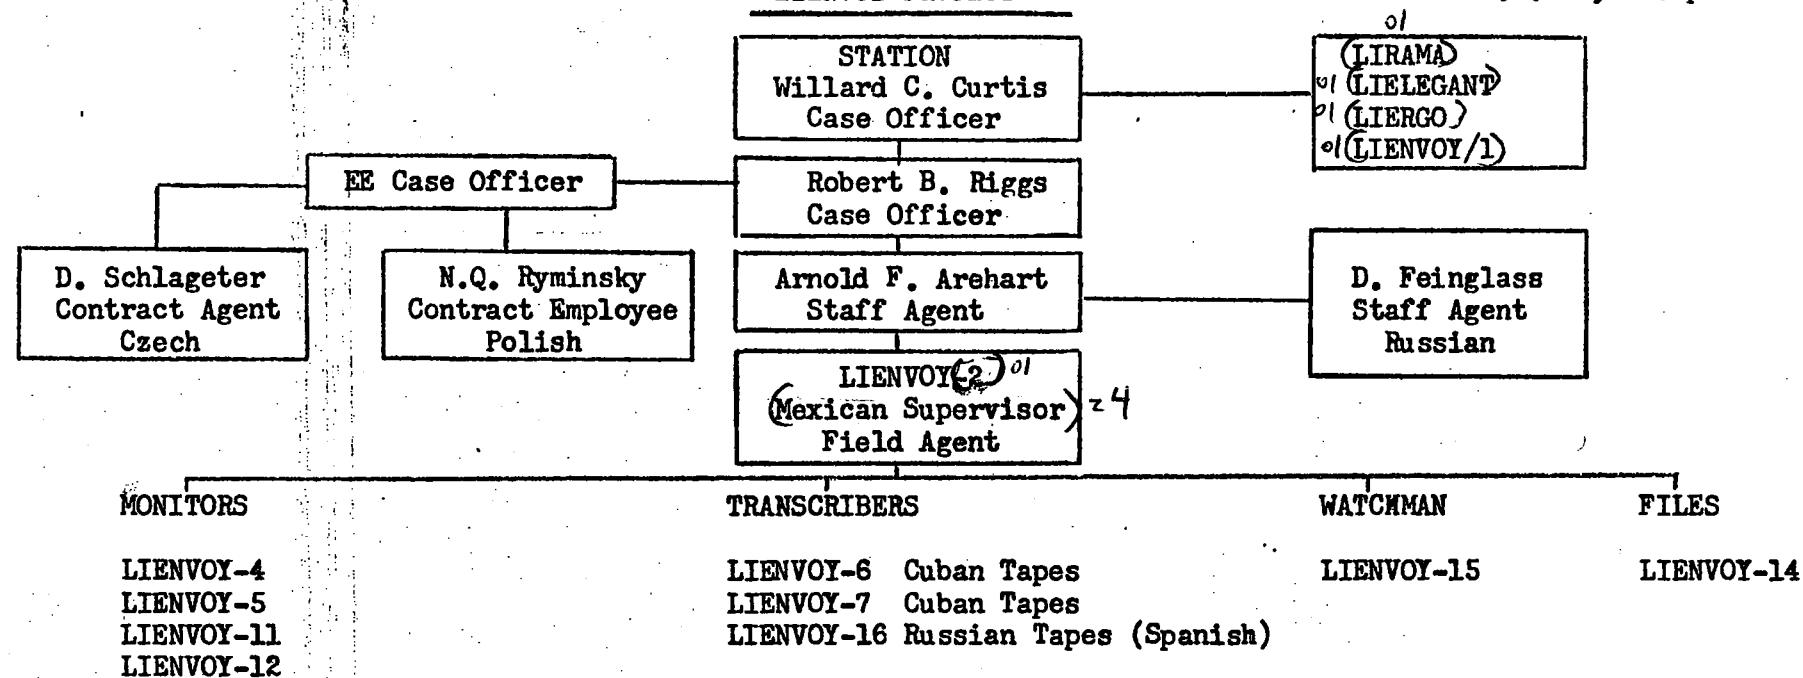 01
STATION
Willard C. Curtis
Case Officer
(LIRAMA)
01 (LIELEGANT)
01 (LIERGO)
01 (LIENVOY/1)
EE Case Officer
Robert B. Riggs
Case Officer
D. Schlageter
Contract Agent
Czech
N.Q. Ryminsky
Contract Employee
Polish
Arnold F. Arehart
Staff Agent
D. Feinglass
Staff Agent
Russian
LIENVOY(-2) 01
(Mexican Supervisor) = 4
Field Agent
MONITORS
LIENVOY-4
LIENVOY-5
LIENVOY-11
LIENVOY-12
TRANSCRIBERS
LIENVOY-6 Cuban Tapes
LIENVOY-7 Cuban Tapes
LIENVOY-16 Russian Tapes (Spanish)
WATCHMAN
LIENVOY-15
FILES
LIENVOY-14